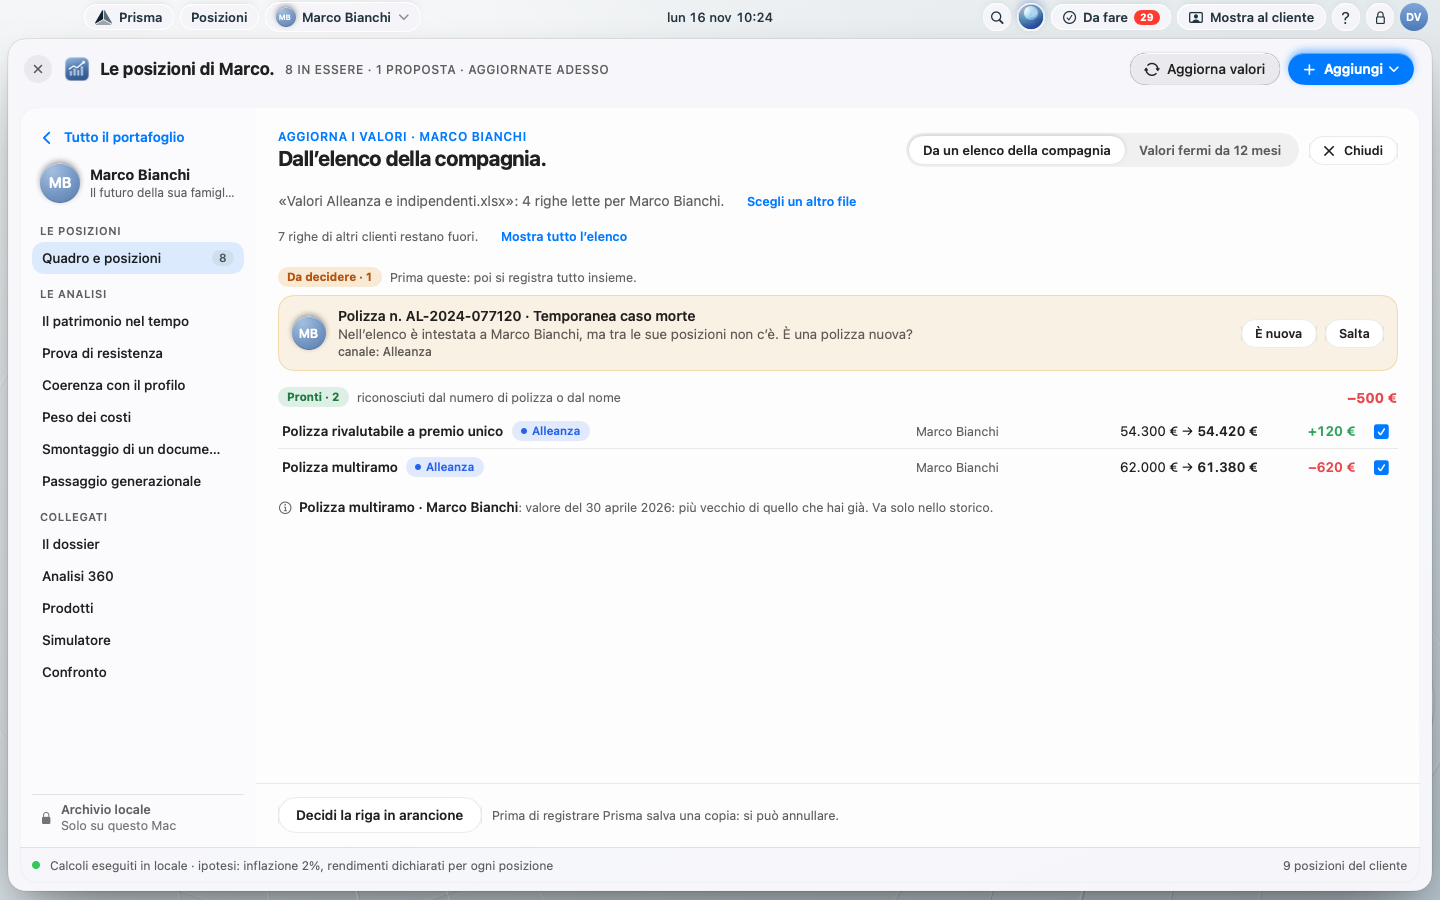 Prisma
Posizioni
MB Marco Bianchi
lun 16 nov 10:24
Da fare 29
Mostra al cliente
?
DV
Le posizioni di Marco. 8 IN ESSERE · 1 PROPOSTA · AGGIORNATE ADESSO
Aggiorna valori
+ Aggiungi
Tutto il portafoglio
MB
Marco Bianchi
Il futuro della sua famigl...
LE POSIZIONI
Quadro e posizioni 8
LE ANALISI
Il patrimonio nel tempo
Prova di resistenza
Coerenza con il profilo
Peso dei costi
Smontaggio di un docume...
Passaggio generazionale
COLLEGATI
Il dossier
Analisi 360
Prodotti
Simulatore
Confronto
Archivio locale
Solo su questo Mac
AGGIORNA I VALORI · MARCO BIANCHI
Dall’elenco della compagnia.
Da un elenco della compagnia
Valori fermi da 12 mesi
Chiudi
«Valori Alleanza e indipendenti.xlsx»: 4 righe lette per Marco Bianchi. Scegli un altro file
7 righe di altri clienti restano fuori. Mostra tutto l’elenco
Da decidere · 1 Prima queste: poi si registra tutto insieme.
MB
Polizza n. AL-2024-077120 · Temporanea caso morte
Nell’elenco è intestata a Marco Bianchi, ma tra le sue posizioni non c’è. È una polizza nuova?
canale: Alleanza
È nuova
Salta
Pronti · 2 riconosciuti dal numero di polizza o dal nome −500 €
Polizza rivalutabile a premio unico Alleanza Marco Bianchi 54.300 € → 54.420 € +120 €
Polizza multiramo Alleanza Marco Bianchi 62.000 € → 61.380 € −620 €
Polizza multiramo · Marco Bianchi: valore del 30 aprile 2026: più vecchio di quello che hai già. Va solo nello storico.
Decidi la riga in arancione
Prima di registrare Prisma salva una copia: si può annullare.
Calcoli eseguiti in locale · ipotesi: inflazione 2%, rendimenti dichiarati per ogni posizione
9 posizioni del cliente